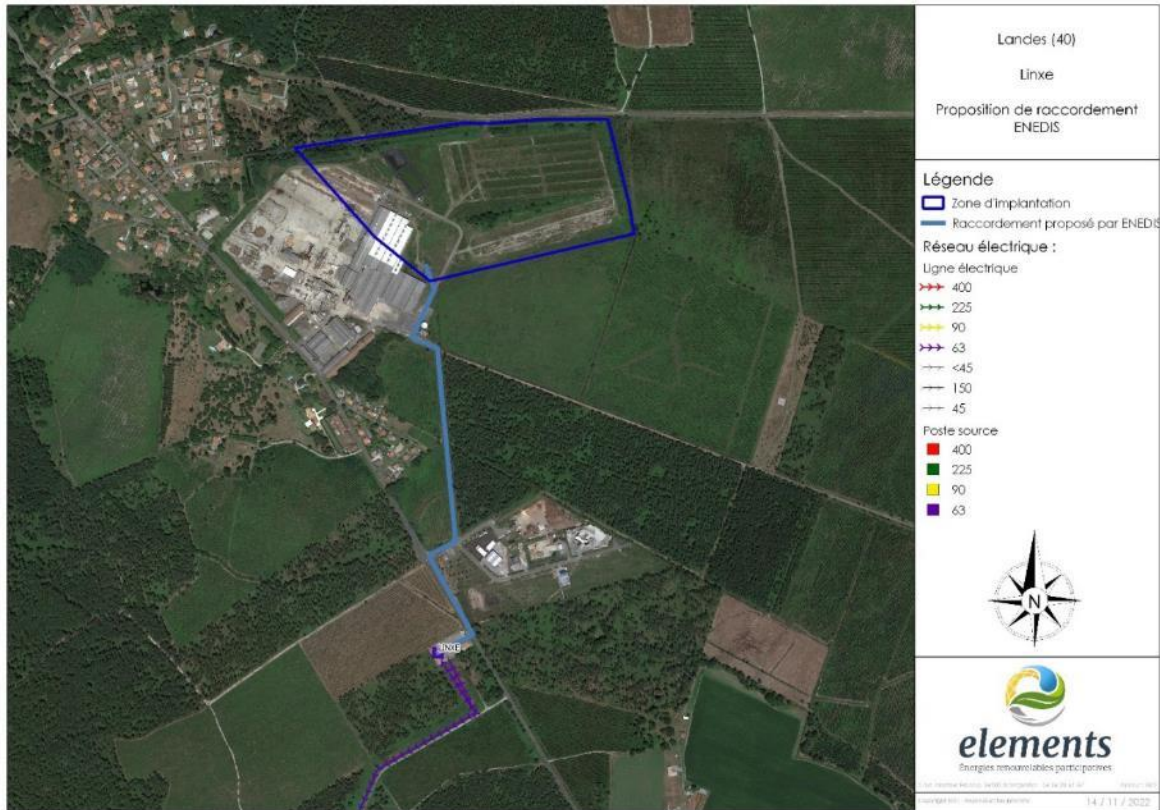 Landes (40)
Linxe
Proposition de raccordement
ENEDIS
Légende
Zone d'implantation
Raccordement proposé par ENEDIS
Réseau électrique :
Ligne électrique
400
225
90
63
<45
150
45
Poste source
400
225
90
63
N
LINXE
elements
Énergies renouvelables participatives
14 / 11 / 2022